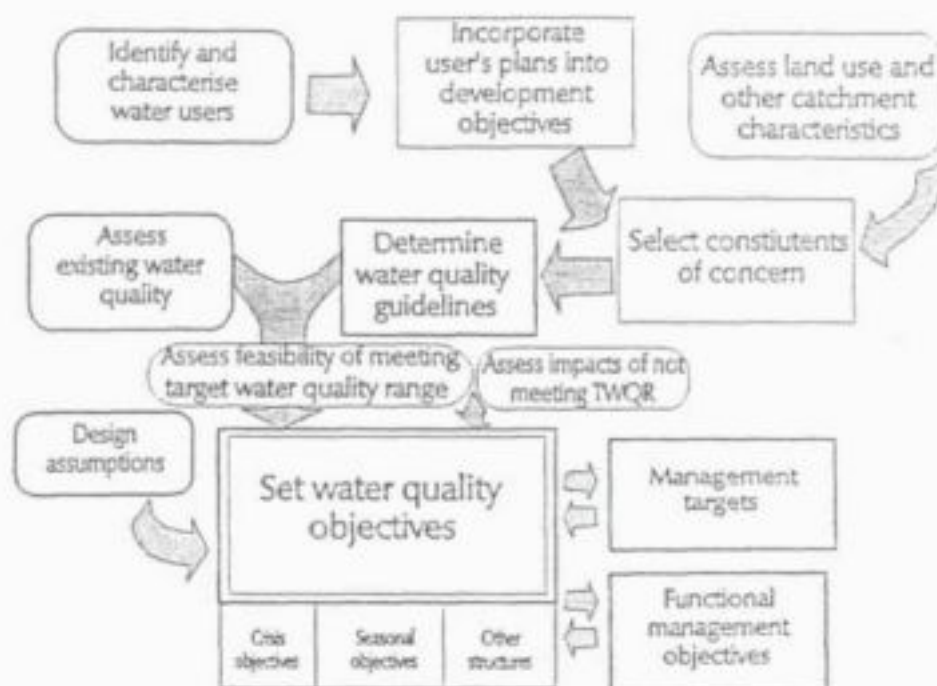 Identify and
characterise
water users
Incorporate
user's plans into
development
objectives
Assess land use and
other catchment
characteristics
Assess
existing water
quality
Determine
water quality
guidelines
Select constiutents
of concern
Assess feasibility of meeting
target water quality range
Assess impacts of not
meeting TWQR
Design
assumptions
Set water quality
objectives
Management
targets
Crisis
objectives
Seasonal
objectives
Other
structures
Functional
management
objectives